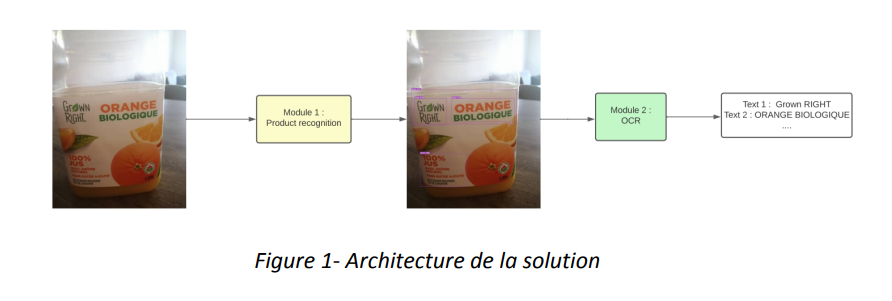 GrOWN
RIGHT
ORANGE
BIOLOGIQUE
100%
JUS
Module 1 :
Product recognition
GrOWN
RIGHT
ORANGE
BIOLOGIQUE
100%
JUS
Module 2 :
OCR
Text 1 : Grown RIGHT
Text 2 : ORANGE BIOLOGIQUE
....
Figure 1- Architecture de la solution